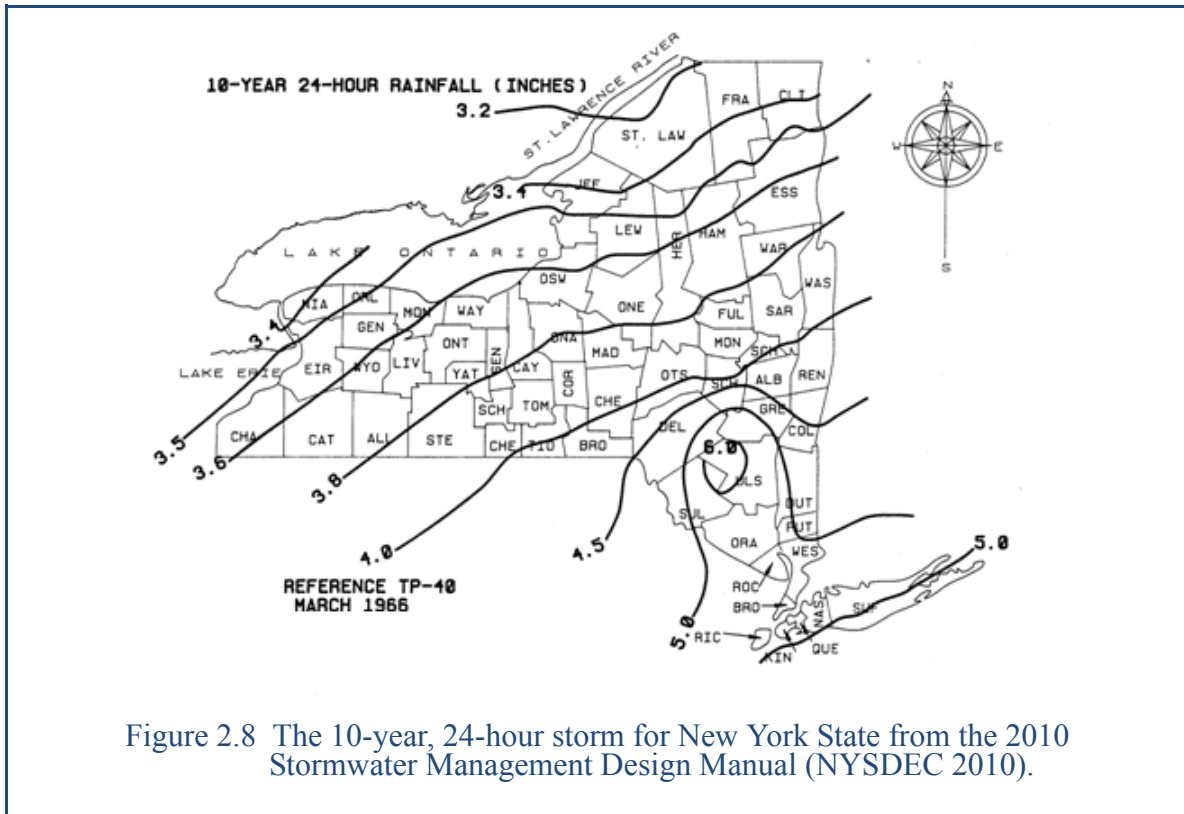 10-YEAR 24-HOUR RAINFALL (INCHES)
ST. LAWRENCE RIVER
3.2
FRA
CLI
N
ST. LAW
W
E
3.4
JEF
ESS
LEW
HER
HAM
S
LAKE ONTARIO
WAR
OSW
WAS
NIA
ORL
MON
WAY
ONE
FUL
SAR
3.4
GEN
ONT
ONA
MAD
MON
SCH
LAKE ERIE
EIR
WYO
LIV
YAT
SEN
CAY
COR
OTS
SCH
ALB
REN
SCH
TOM
CHE
GRE
DEL
COL
CHA
CAT
ALL
STE
CHE
TIO
BRO
3.5
3.6
6.0
3.8
ULS
SUL
DUT
PUT
4.0
4.5
ORA
WES
5.0
REFERENCE TP-40
MARCH 1966
ROC
BRO
NAS
SUF
5.0
RIC
KIN
QUE
Figure 2.8 The 10-year, 24-hour storm for New York State from the 2010
Stormwater Management Design Manual (NYSDEC 2010).